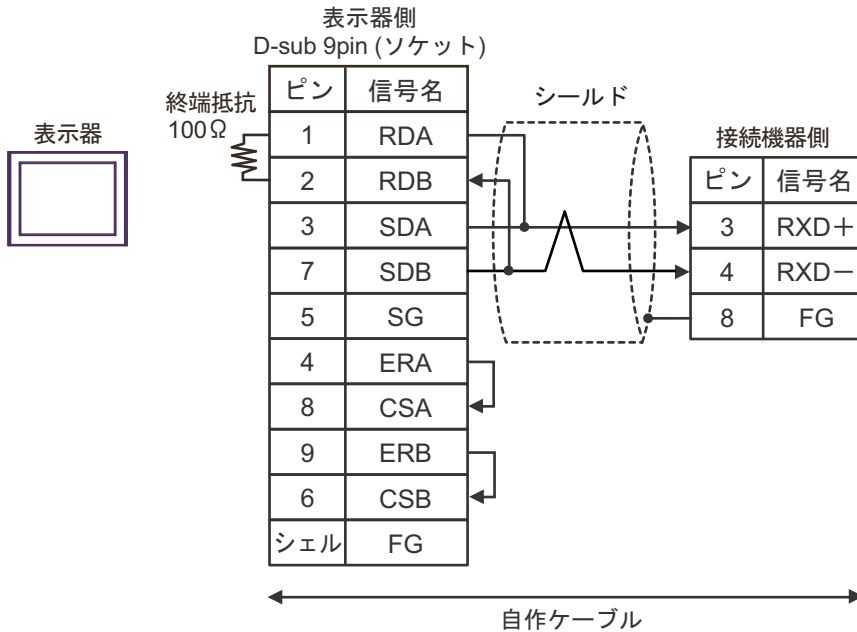 表示器側
D-sub 9pin (ソケット)
終端抵抗
100Ω
表示器
ピン 信号名
1 RDA
2 RDB
3 SDA
7 SDB
5 SG
4 ERA
8 CSA
9 ERB
6 CSB
シェル FG
シールド
接続機器側
ピン 信号名
3 RXD＋
4 RXD－
8 FG
自作ケーブル